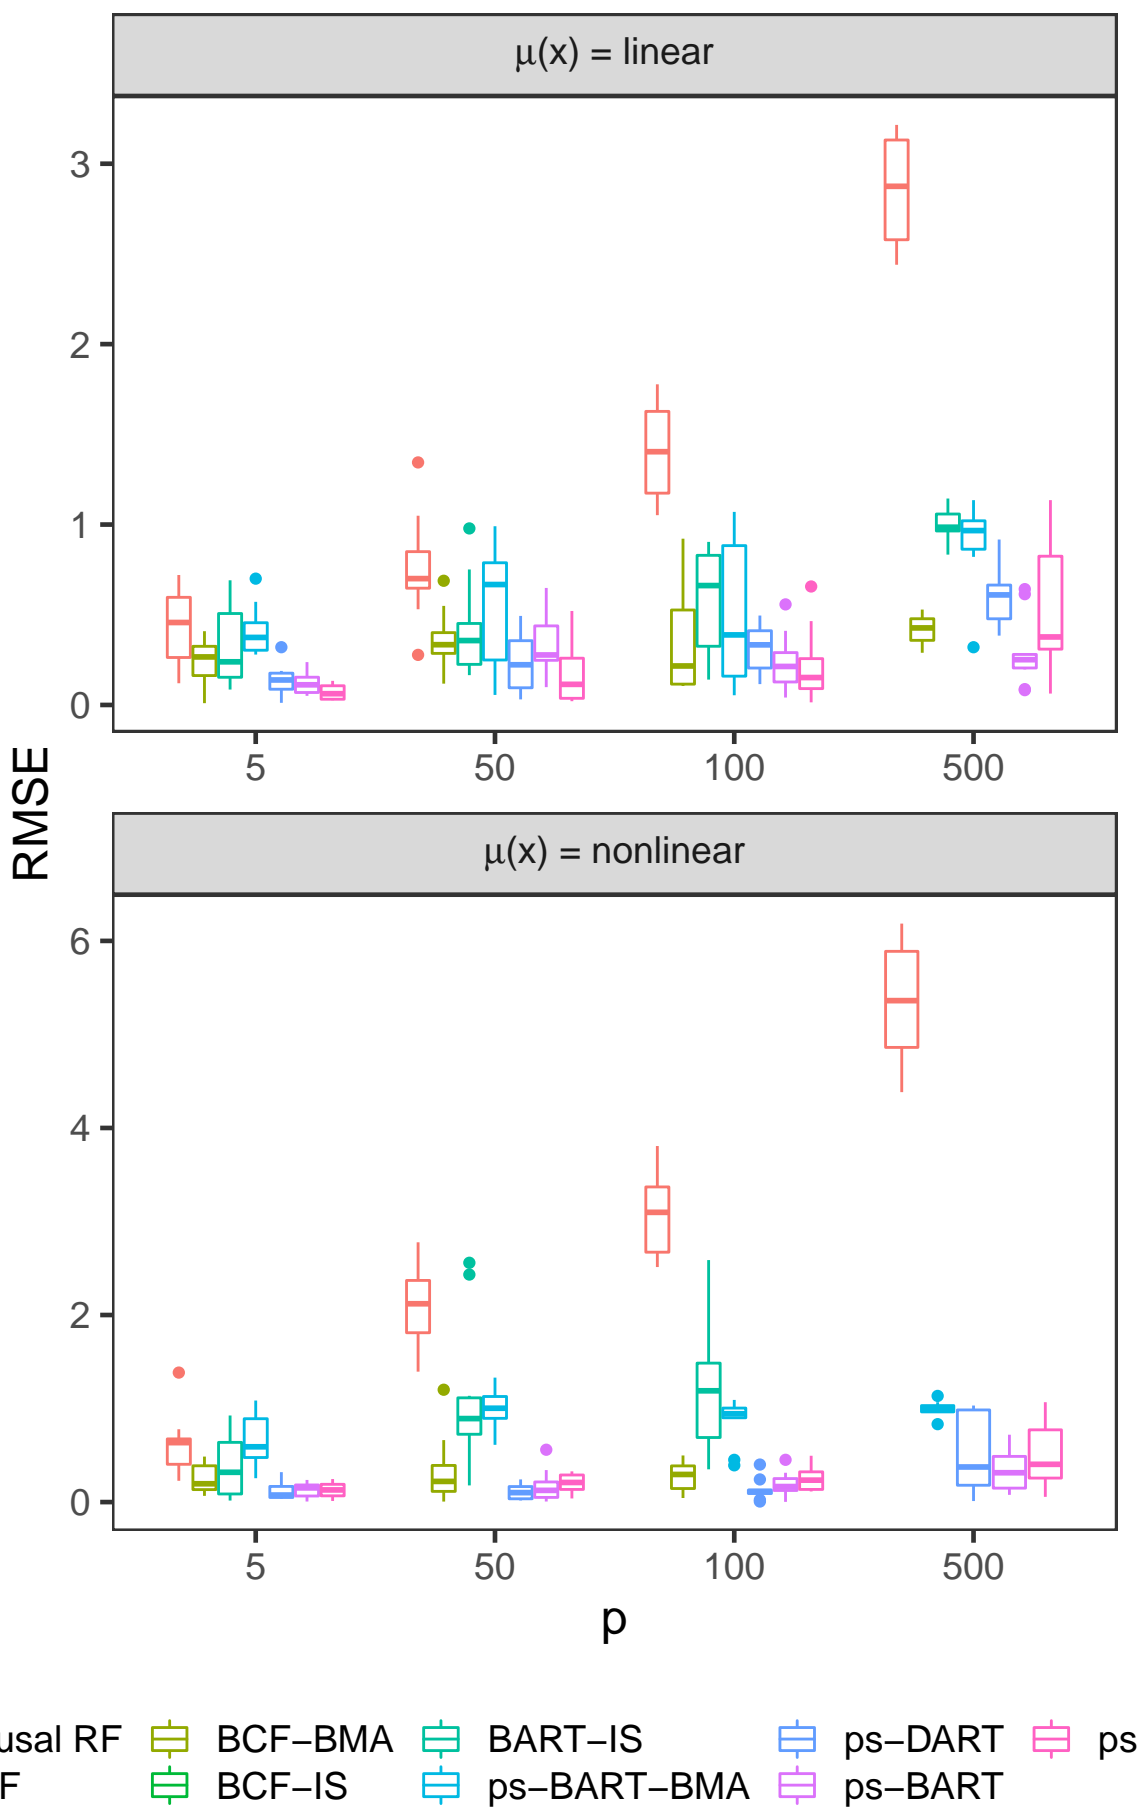 μ(x) = linear
3
2
1
0
5 50 100 500
RMSE
μ(x) = nonlinear
6
4
2
0
5 50 100 500
p
usal RF BCF−BMA BART−IS ps−DART ps
F BCF−IS ps−BART−BMA ps−BART